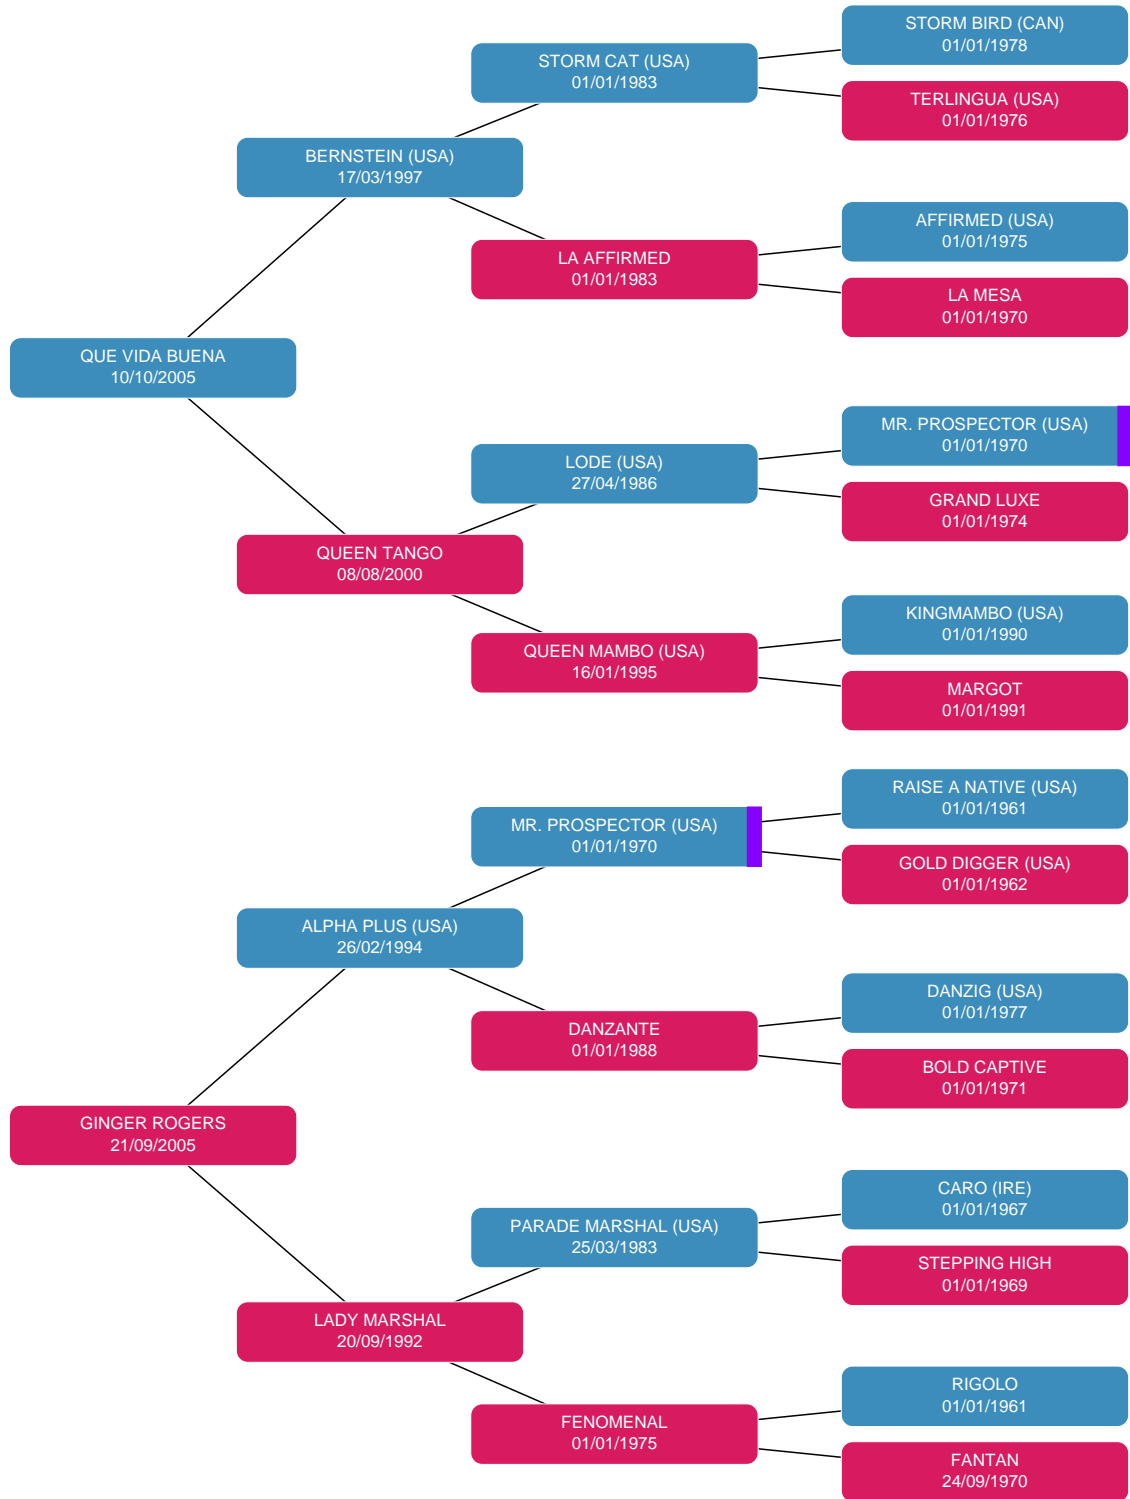 STORM BIRD (CAN)
01/01/1978
STORM CAT (USA)
01/01/1983
TERLINGUA (USA)
01/01/1976
BERNSTEIN (USA)
17/03/1997
AFFIRMED (USA)
01/01/1975
LA AFFIRMED
01/01/1983
LA MESA
01/01/1970
QUE VIDA BUENA
10/10/2005
MR. PROSPECTOR (USA)
01/01/1970
LODE (USA)
27/04/1986
GRAND LUXE
01/01/1974
QUEEN TANGO
08/08/2000
KINGMAMBO (USA)
01/01/1990
QUEEN MAMBO (USA)
16/01/1995
MARGOT
01/01/1991
RAISE A NATIVE (USA)
01/01/1961
MR. PROSPECTOR (USA)
01/01/1970
GOLD DIGGER (USA)
01/01/1962
ALPHA PLUS (USA)
26/02/1994
DANZIG (USA)
01/01/1977
DANZANTE
01/01/1988
BOLD CAPTIVE
01/01/1971
GINGER ROGERS
21/09/2005
CARO (IRE)
01/01/1967
PARADE MARSHAL (USA)
25/03/1983
STEPPING HIGH
01/01/1969
LADY MARSHAL
20/09/1992
RIGOLO
01/01/1961
FENOMENAL
01/01/1975
FANTAN
24/09/1970